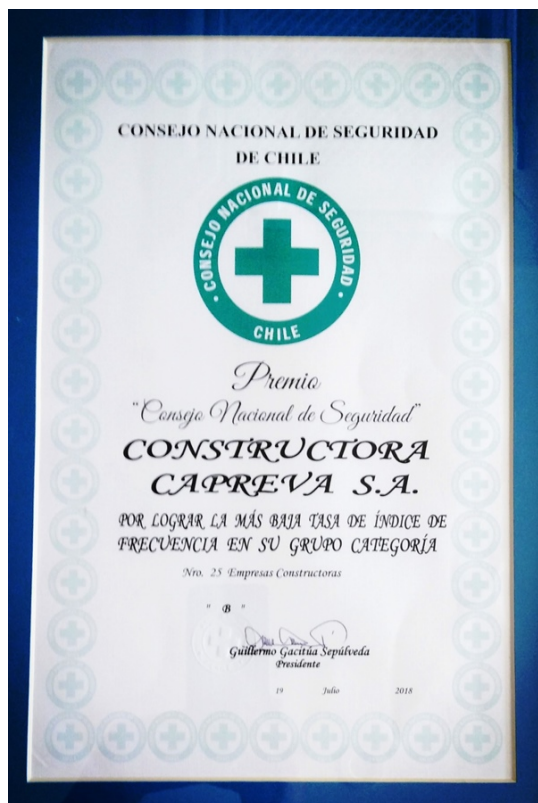 CONSEJO NACIONAL DE SEGURIDAD
DE CHILE
· CONSEJO NACIONAL DE SEGURIDAD ·
CHILE
Premio
“Consejo Nacional de Seguridad”
CONSTRUCTORA
CAPREVA S.A.
POR LOGRAR LA MÁS BAJA TASA DE ÍNDICE DE
FRECUENCIA EN SU GRUPO CATEGORÍA
Nro. 25 Empresas Constructoras
" B "
Guillermo Gacitúa Sepúlveda
Presidente
19 Julio 2018